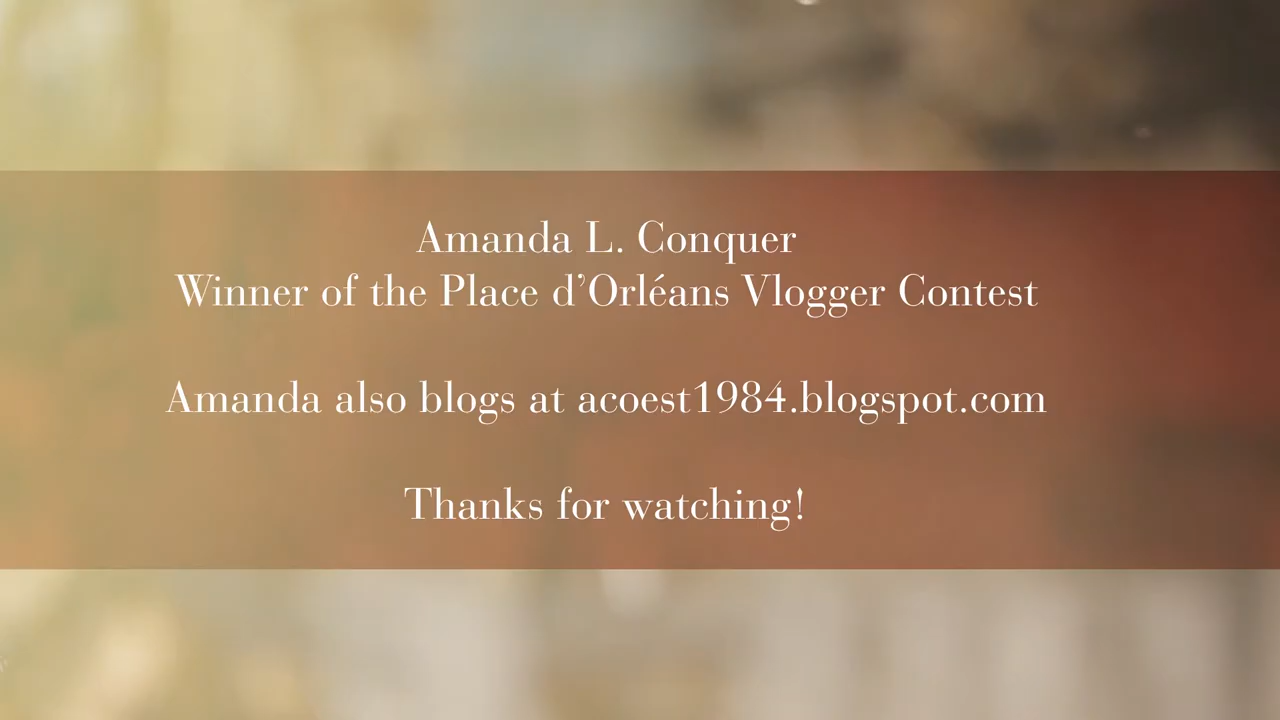 Amanda L. Conquer
Winner of the Place d’Orléans Vlogger Contest
Amanda also blogs at acoest1984.blogspot.com
Thanks for watching!